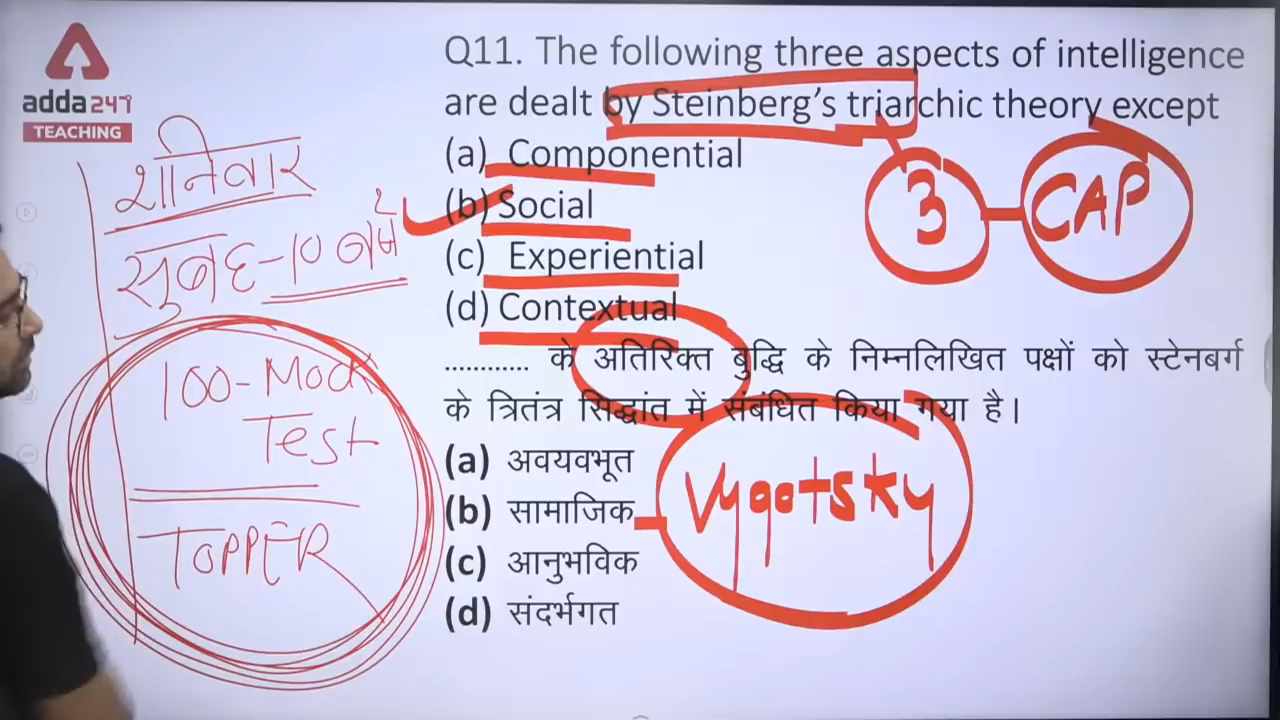 adda247
TEACHING
शनिवार
सुबह-10 बजे
100-Mock
Test
TOPPER
Q11. The following three aspects of intelligence
are dealt by Steinberg's triarchic theory except
(a) Componential
(b) Social
(c) Experiential
(d) Contextual
3 - CAP
............ के अतिरिक्त बुद्धि के निम्नलिखित पक्षों को स्टेनबर्ग
के त्रितंत्र सिद्धांत में संबंधित किया गया है।
(a) अवयवभूत
(b) सामाजिक
(c) आनुभविक
(d) संदर्भगत
Vygotsky